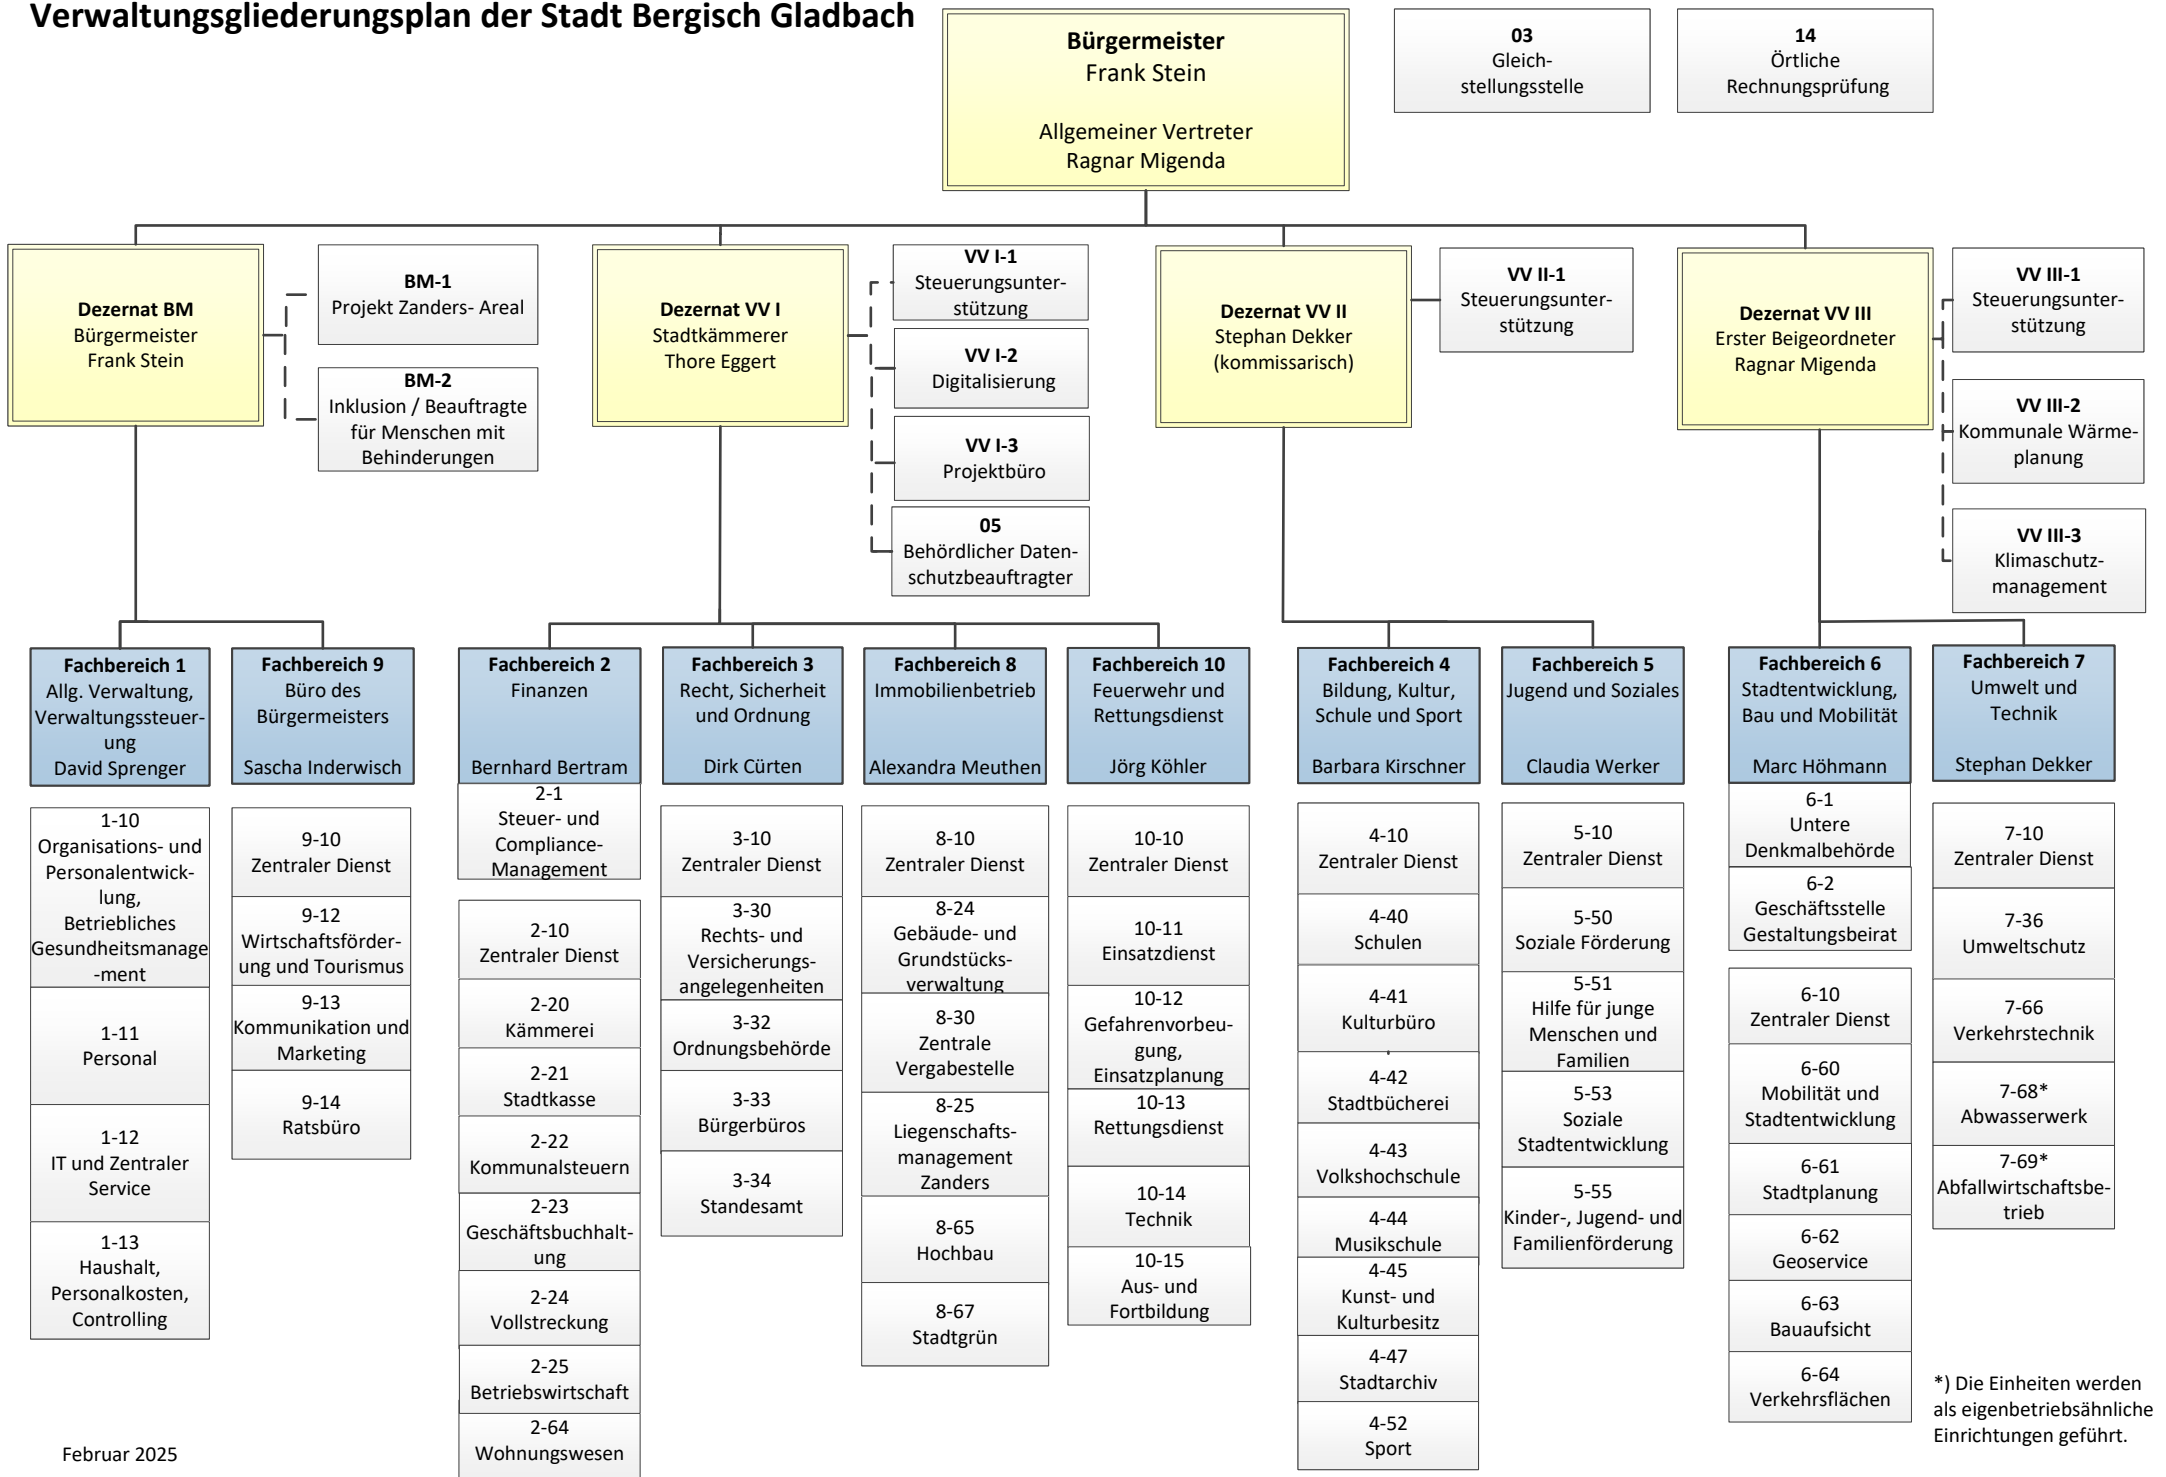 Verwaltungsgliederungsplan der Stadt Bergisch Gladbach
Bürgermeister
Frank Stein
Allgemeiner Vertreter
Ragnar Migenda
03
Gleich-
stellungsstelle
14
Örtliche
Rechnungsprüfung
Dezernat BM
Bürgermeister
Frank Stein
BM-1
Projekt Zanders- Areal
BM-2
Inklusion / Beauftragte
für Menschen mit
Behinderungen
Dezernat VV I
Stadtkämmerer
Thore Eggert
VV I-1
Steuerungsunter-
stützung
VV I-2
Digitalisierung
VV I-3
Projektbüro
05
Behördlicher Daten-
schutzbeauftragter
Dezernat VV II
Stephan Dekker
(kommissarisch)
VV II-1
Steuerungsunter-
stützung
Dezernat VV III
Erster Beigeordneter
Ragnar Migenda
VV III-1
Steuerungsunter-
stützung
VV III-2
Kommunale Wärme-
planung
VV III-3
Klimaschutz-
management
Fachbereich 1
Allg. Verwaltung,
Verwaltungssteuer-
ung
David Sprenger
1-10
Organisations- und
Personalentwick-
lung,
Betriebliches
Gesundheitsmanage
-ment
1-11
Personal
1-12
IT und Zentraler
Service
1-13
Haushalt,
Personalkosten,
Controlling
Fachbereich 9
Büro des
Bürgermeisters
Sascha Inderwisch
9-10
Zentraler Dienst
9-12
Wirtschaftsförder-
ung und Tourismus
9-13
Kommunikation und
Marketing
9-14
Ratsbüro
Fachbereich 2
Finanzen
Bernhard Bertram
2-1
Steuer- und
Compliance-
Management
2-10
Zentraler Dienst
2-20
Kämmerei
2-21
Stadtkasse
2-22
Kommunalsteuern
2-23
Geschäftsbuchhalt-
ung
2-24
Vollstreckung
2-25
Betriebswirtschaft
2-64
Wohnungswesen
Fachbereich 3
Recht, Sicherheit
und Ordnung
Dirk Cürten
3-10
Zentraler Dienst
3-30
Rechts- und
Versicherungs-
angelegenheiten
3-32
Ordnungsbehörde
3-33
Bürgerbüros
3-34
Standesamt
Fachbereich 8
Immobilienbetrieb
Alexandra Meuthen
8-10
Zentraler Dienst
8-24
Gebäude- und
Grundstücks-
verwaltung
8-30
Zentrale
Vergabestelle
8-25
Liegenschafts-
management
Zanders
8-65
Hochbau
8-67
Stadtgrün
Fachbereich 10
Feuerwehr und
Rettungsdienst
Jörg Köhler
10-10
Zentraler Dienst
10-11
Einsatzdienst
10-12
Gefahrenvorbeu-
gung,
Einsatzplanung
10-13
Rettungsdienst
10-14
Technik
10-15
Aus- und
Fortbildung
Fachbereich 4
Bildung, Kultur,
Schule und Sport
Barbara Kirschner
4-10
Zentraler Dienst
4-40
Schulen
4-41
Kulturbüro
4-42
Stadtbücherei
4-43
Volkshochschule
4-44
Musikschule
4-45
Kunst- und
Kulturbesitz
4-47
Stadtarchiv
4-52
Sport
Fachbereich 5
Jugend und Soziales
Claudia Werker
5-10
Zentraler Dienst
5-50
Soziale Förderung
5-51
Hilfe für junge
Menschen und
Familien
5-53
Soziale
Stadtentwicklung
5-55
Kinder-, Jugend- und
Familienförderung
Fachbereich 6
Stadtentwicklung,
Bau und Mobilität
Marc Höhmann
6-1
Untere
Denkmalbehörde
6-2
Geschäftsstelle
Gestaltungsbeirat
6-10
Zentraler Dienst
6-60
Mobilität und
Stadtentwicklung
6-61
Stadtplanung
6-62
Geoservice
6-63
Bauaufsicht
6-64
Verkehrsflächen
Fachbereich 7
Umwelt und
Technik
Stephan Dekker
7-10
Zentraler Dienst
7-36
Umweltschutz
7-66
Verkehrstechnik
7-68*
Abwasserwerk
7-69*
Abfallwirtschaftsbe-
trieb
*) Die Einheiten werden
als eigenbetriebsähnliche
Einrichtungen geführt.
Februar 2025